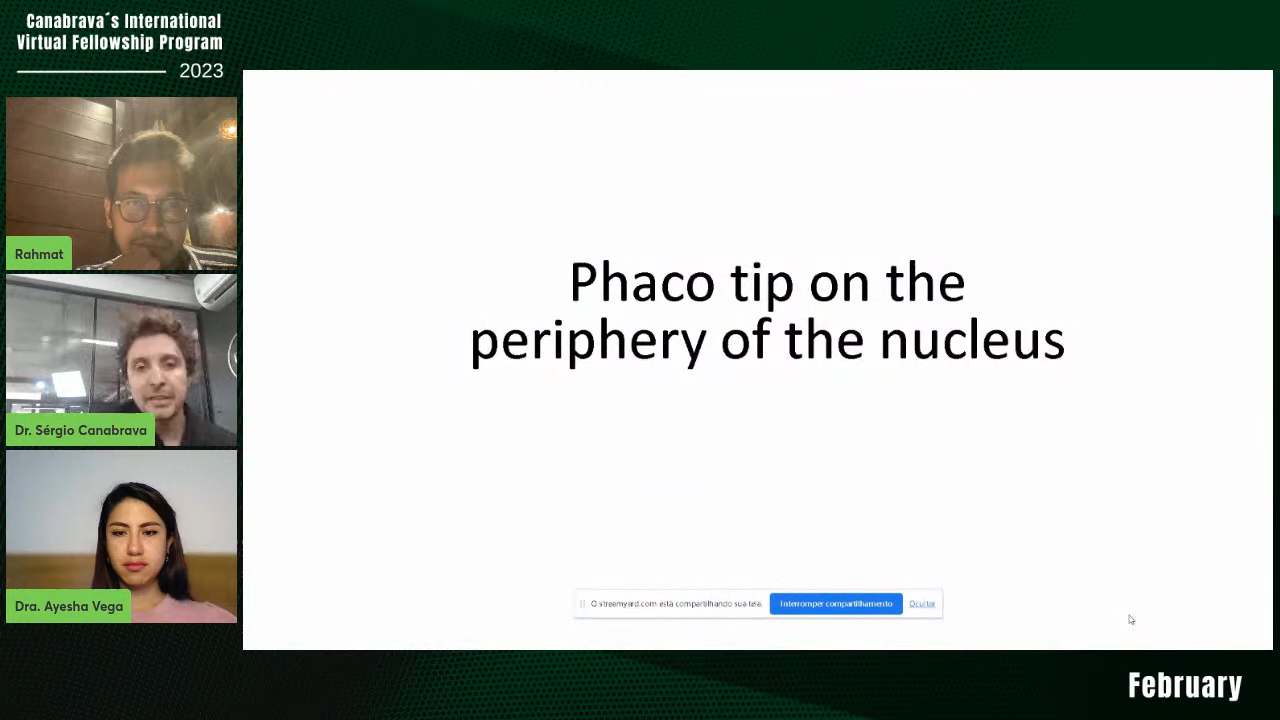 Canabrava´s International
Virtual Fellowship Program
2023
Rahmat
Dr. Sérgio Canabrava
Dra. Ayesha Vega
Phaco tip on the
periphery of the nucleus
O streamyard.com está compartilhando sua tela.
Interromper compartilhamento
Ocultar
February